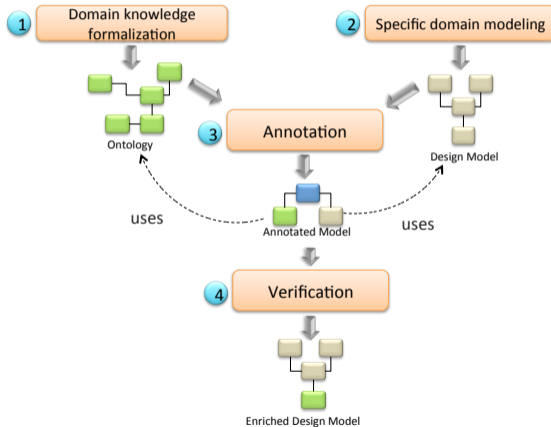 1
Domain knowledge
formalization
2
Specific domain modeling
Ontology
3
Annotation
Design Model
uses
Annotated Model
uses
4
Verification
Enriched Design Model